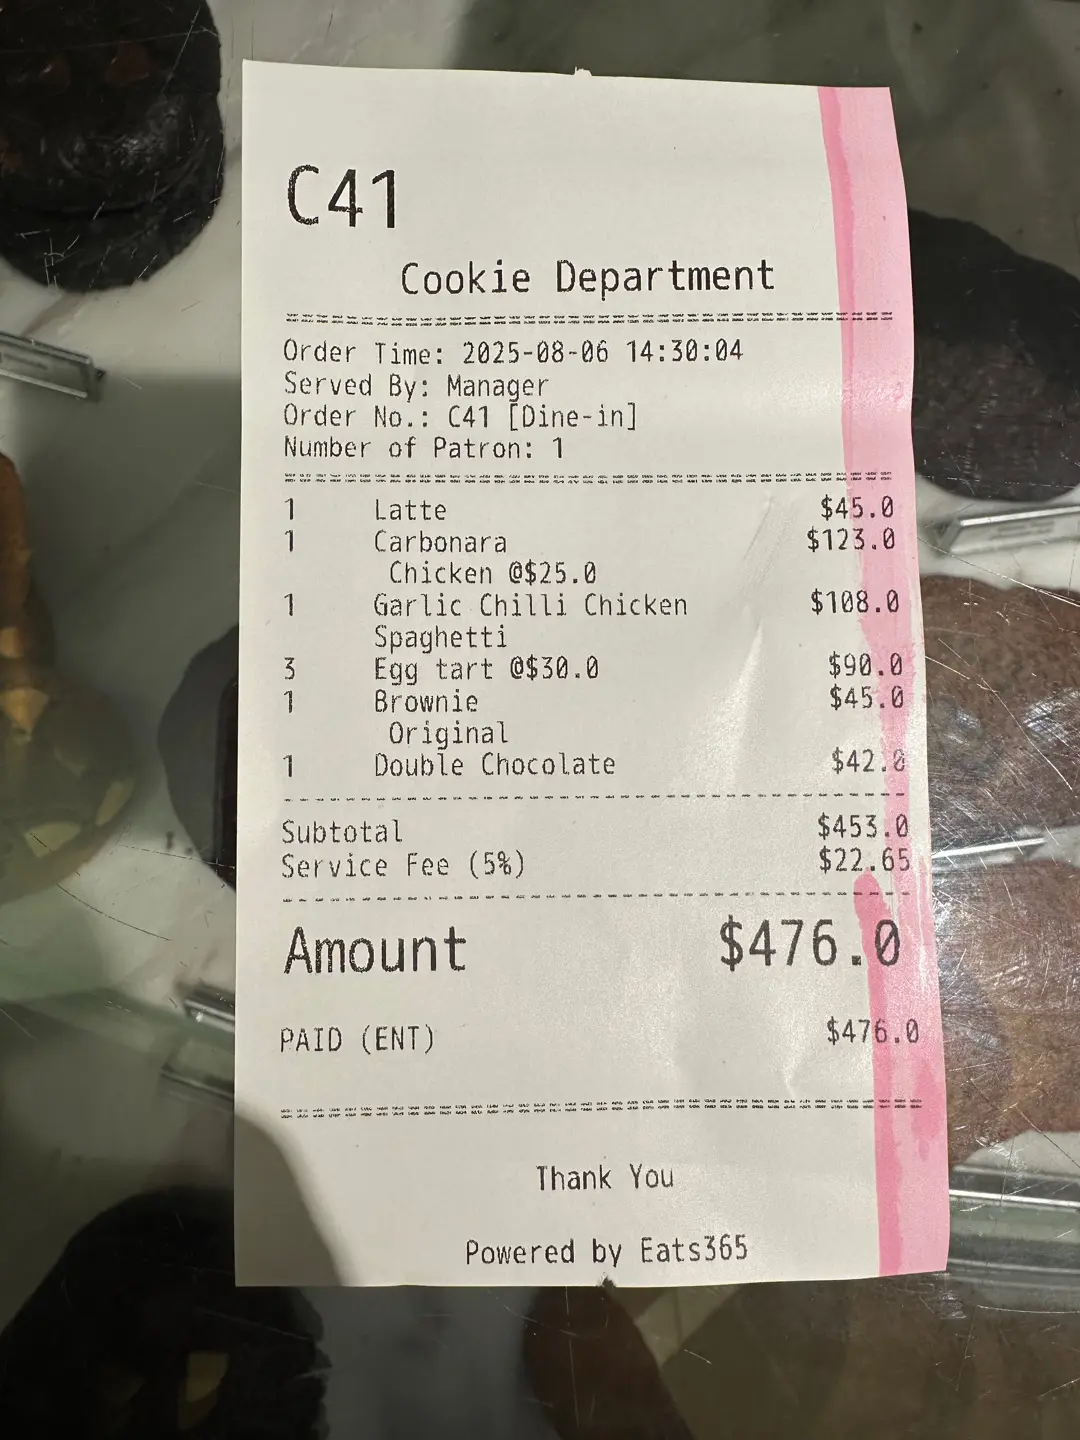 C41
Cookie Department
Order Time: 2025-08-06 14:30:04
Served By: Manager
Order No.: C41 [Dine-in]
Number of Patron: 1
1 Latte $45.0
1 Carbonara $123.0
Chicken @$25.0
1 Garlic Chilli Chicken $108.0
Spaghetti
3 Egg tart @$30.0 $90.0
1 Brownie $45.0
Original
1 Double Chocolate $42.0
Subtotal $453.0
Service Fee (5%) $22.65
Amount $476.0
PAID (ENT) $476.0
Thank You
Powered by Eats365